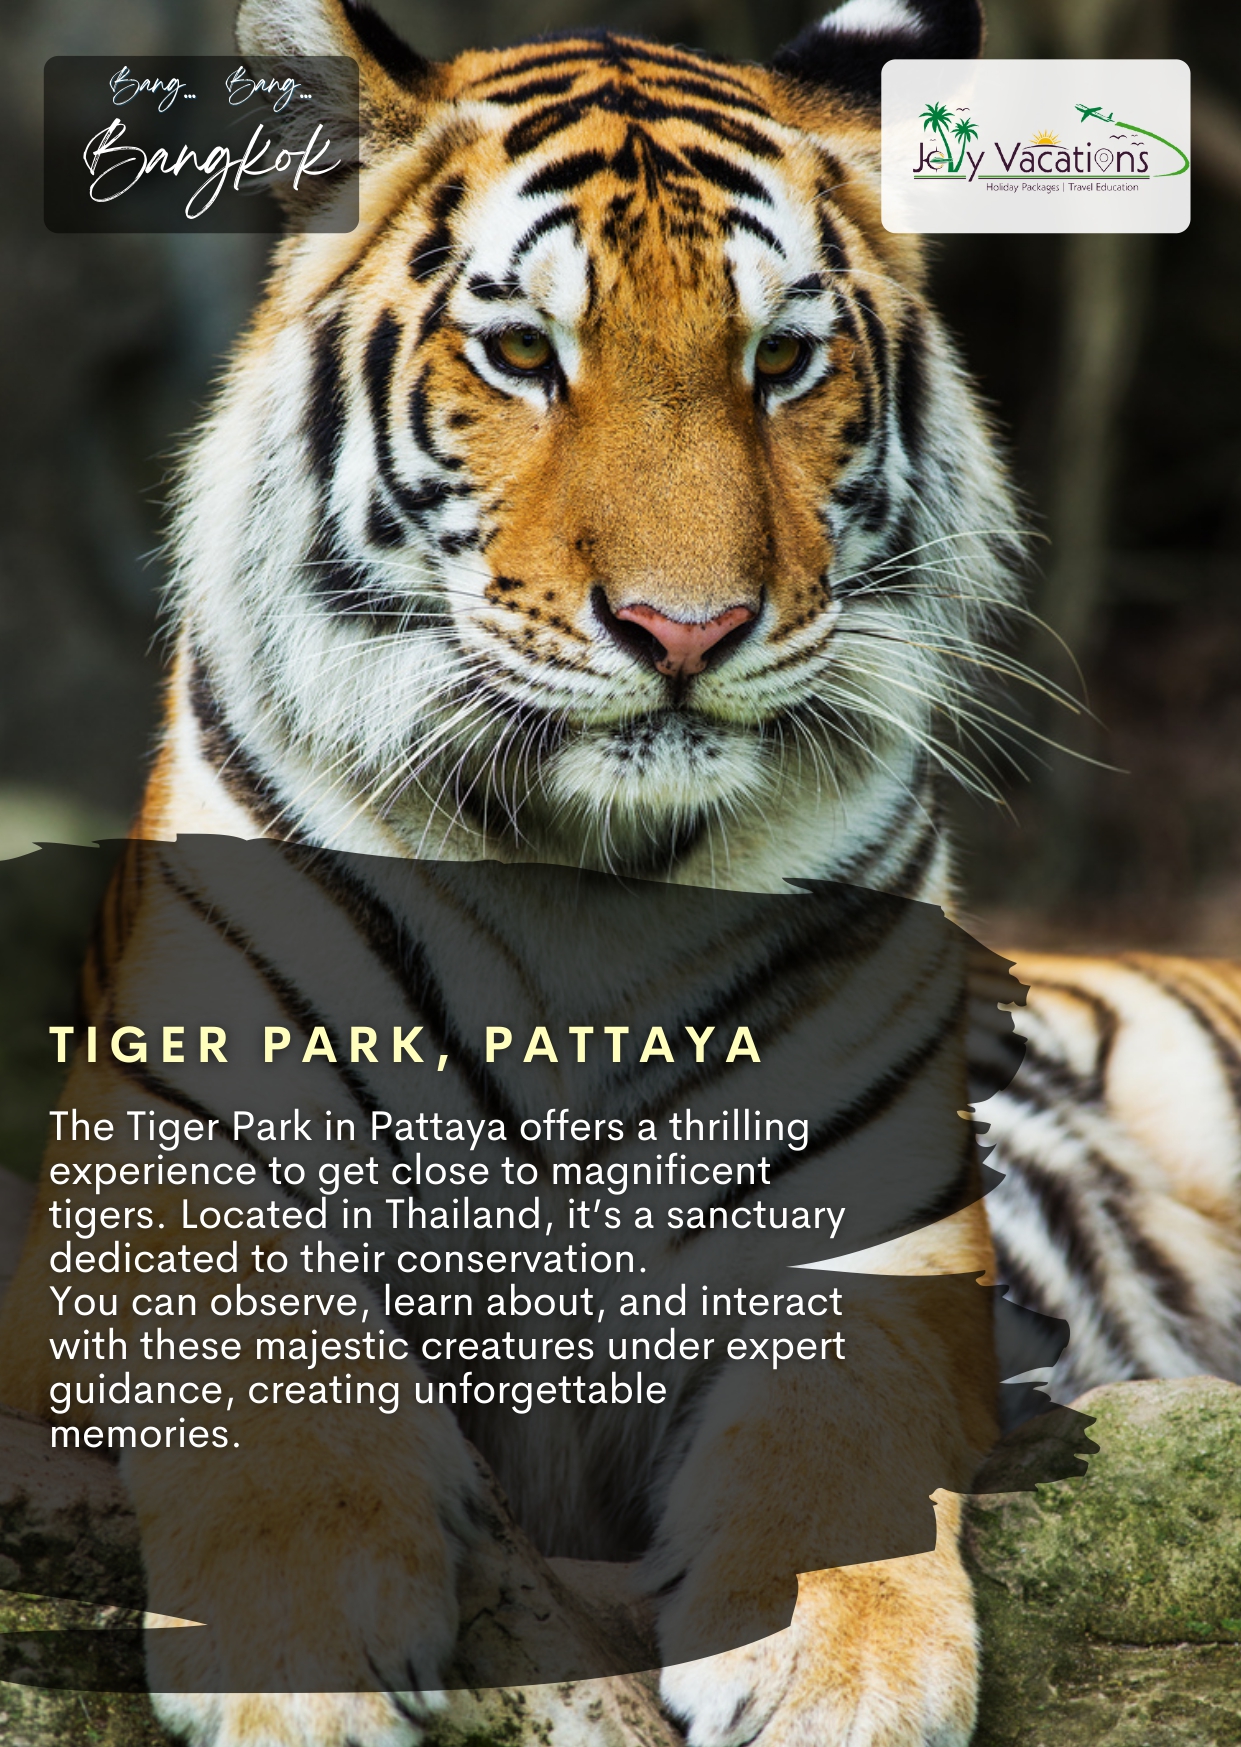 Bang... Bang...
Bangkok
Jolly Vacations
Holiday Packages | Travel Education
TIGER PARK, PATTAYA
The Tiger Park in Pattaya offers a thrilling
experience to get close to magnificent
tigers. Located in Thailand, it’s a sanctuary
dedicated to their conservation.
You can observe, learn about, and interact
with these majestic creatures under expert
guidance, creating unforgettable
memories.